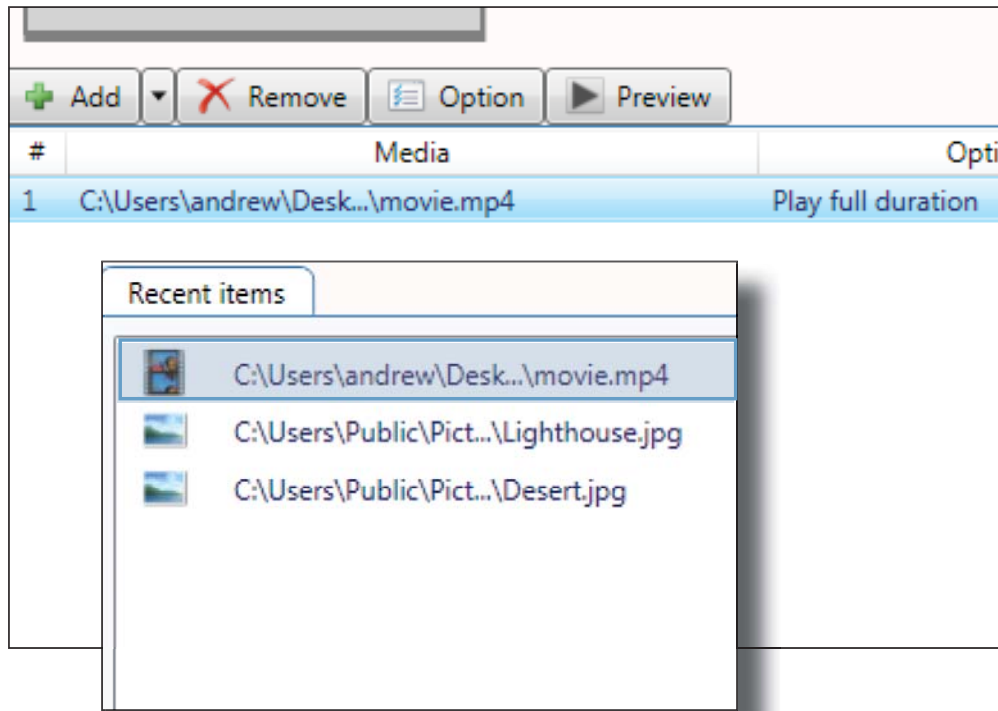 Add Remove Option Preview
# Media Opti
1 C:\Users\andrew\Desk...\movie.mp4 Play full duration
Recent items
C:\Users\andrew\Desk...\movie.mp4
C:\Users\Public\Pict...\Lighthouse.jpg
C:\Users\Public\Pict...\Desert.jpg